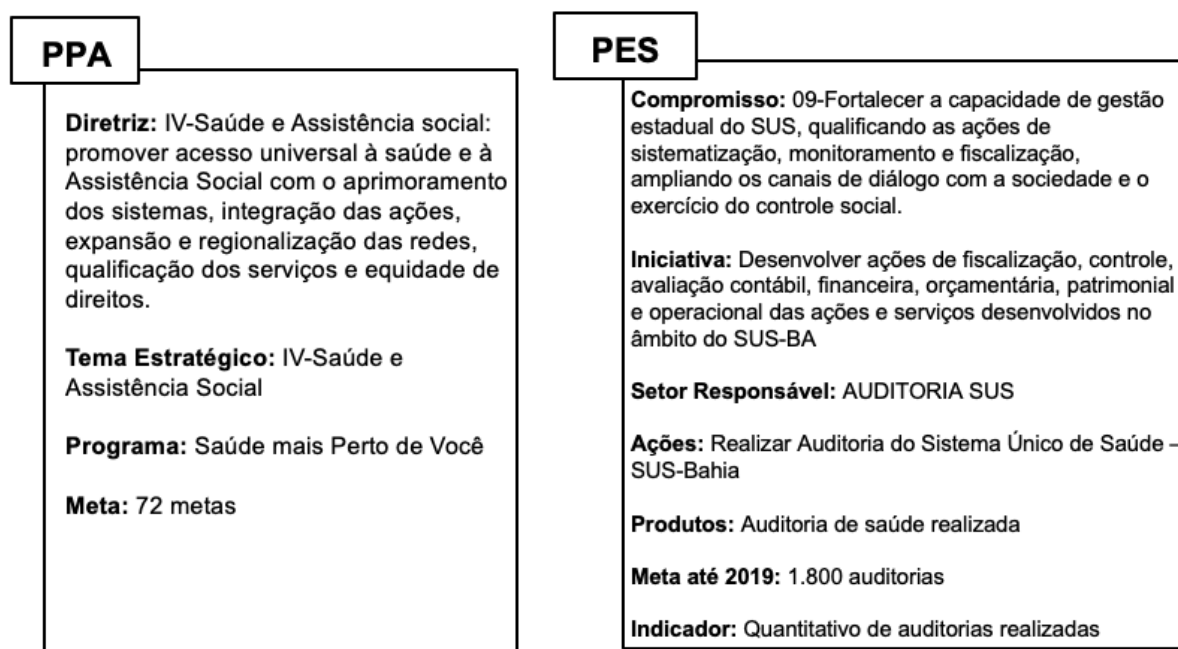 PPA
Diretriz: IV-Saúde e Assistência social:
promover acesso universal à saúde e à
Assistência Social com o aprimoramento
dos sistemas, integração das ações,
expansão e regionalização das redes,
qualificação dos serviços e equidade de
direitos.
Tema Estratégico: IV-Saúde e
Assistência Social
Programa: Saúde mais Perto de Você
Meta: 72 metas
PES
Compromisso: 09-Fortalecer a capacidade de gestão
estadual do SUS, qualificando as ações de
sistematização, monitoramento e fiscalização,
ampliando os canais de diálogo com a sociedade e o
exercício do controle social.
Iniciativa: Desenvolver ações de fiscalização, controle,
avaliação contábil, financeira, orçamentária, patrimonial
e operacional das ações e serviços desenvolvidos no
âmbito do SUS-BA
Setor Responsável: AUDITORIA SUS
Ações: Realizar Auditoria do Sistema Único de Saúde –
SUS-Bahia
Produtos: Auditoria de saúde realizada
Meta até 2019: 1.800 auditorias
Indicador: Quantitativo de auditorias realizadas